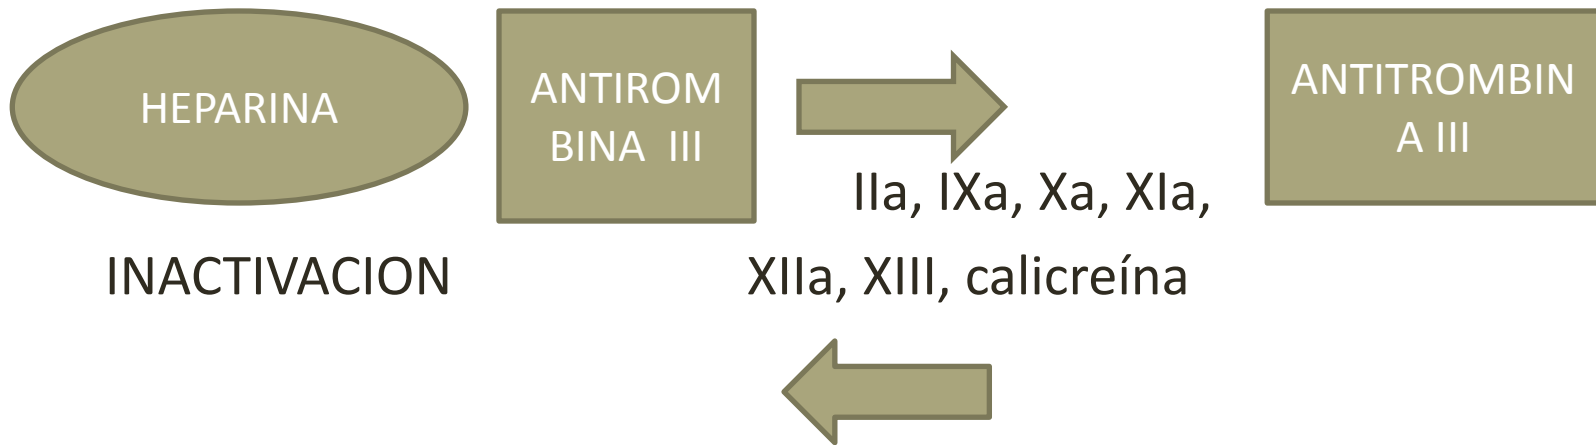 HEPARINA
ANTIROM
BINA III
ANTITROMBIN
A III
IIa, IXa, Xa, XIa,
INACTIVACION
XIIa, XIII, calicreína